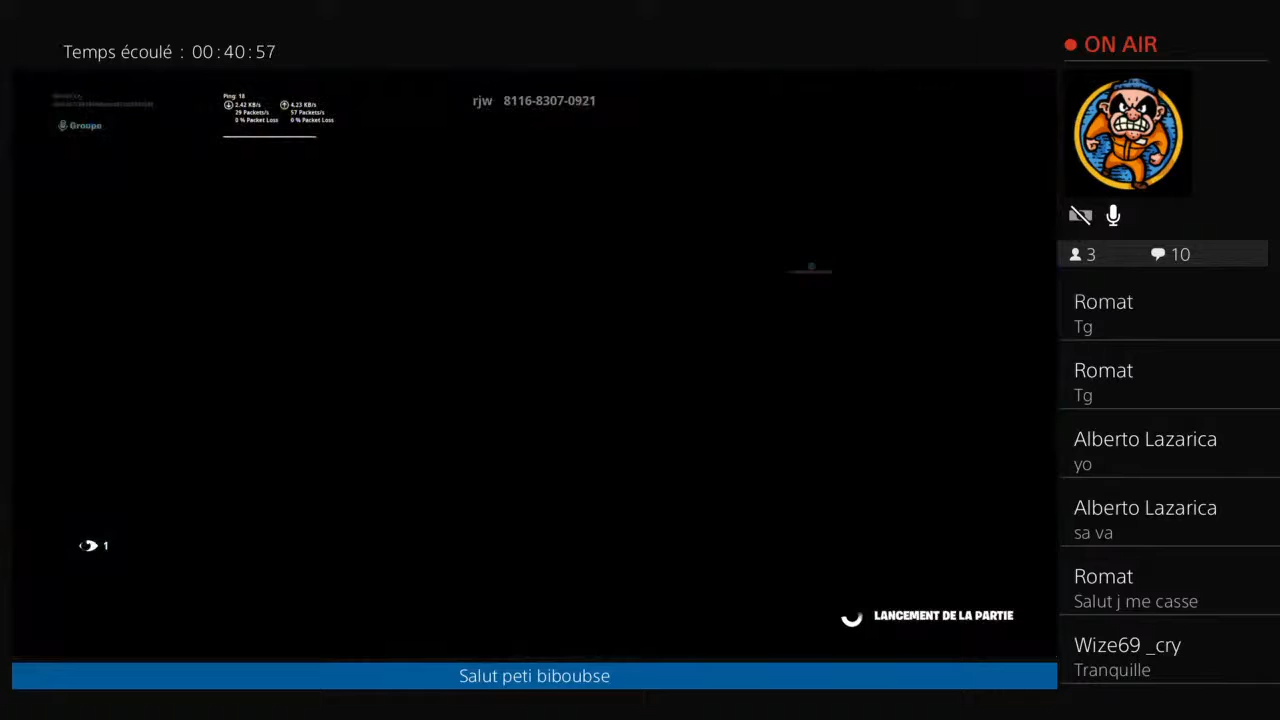 Temps écoulé : 00:40:57
ON AIR
Ping: 18
2.42 KB/s 4.23 KB/s
29 Packets/s 57 Packets/s
0 % Packet Loss 0 % Packet Loss
rjw 8116-8307-0921
Groupe
3 10
Romat
Tg
Romat
Tg
Alberto Lazarica
yo
Alberto Lazarica
sa va
Romat
Salut j me casse
Wize69 _cry
Tranquille
1
LANCEMENT DE LA PARTIE
Salut peti biboubse